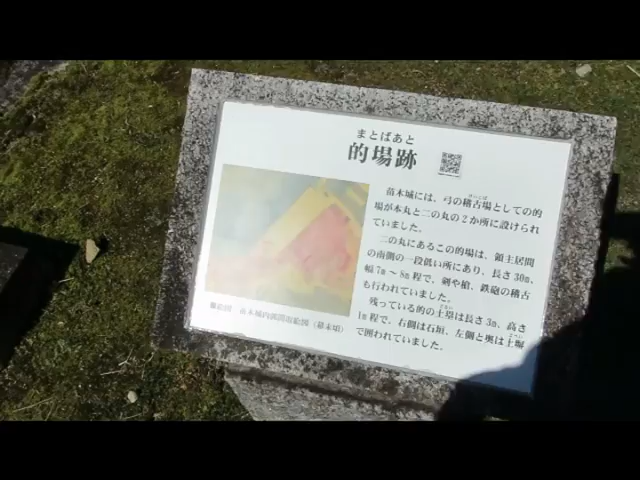 まとばあと
的場跡
苗木城には、弓の稽古場としての的
場が本丸と二の丸の2か所に設けられ
ていました。
二の丸にあるこの的場は、領主居間
の南側の一段低い所にあり、長さ30m、
幅7m～8m程で、剣や槍、鉄砲の稽古
も行われていました。
残っている的の土塁は長さ3m、高さ
1m程で、右側は石垣、左側と奥は土塀
で囲われていました。
苗木城内 絵図（幕末頃）